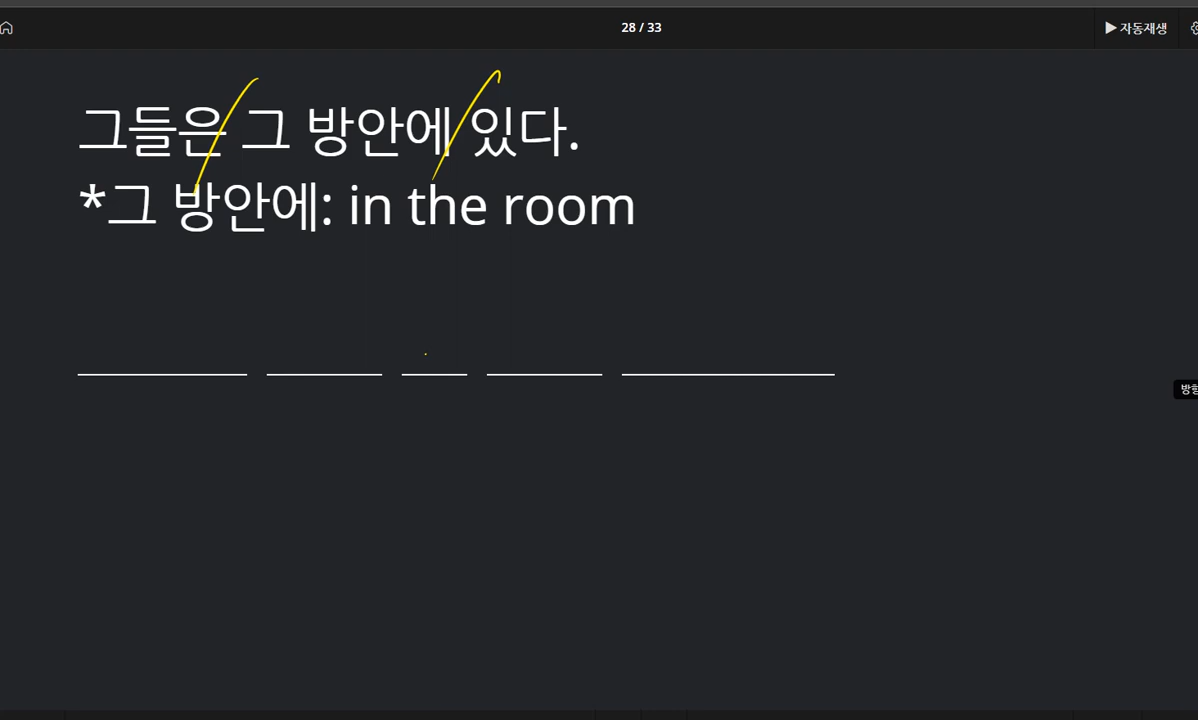 28 / 33
▶ 자동재생
그들은 그 방안에 있다.
*그 방안에: in the room